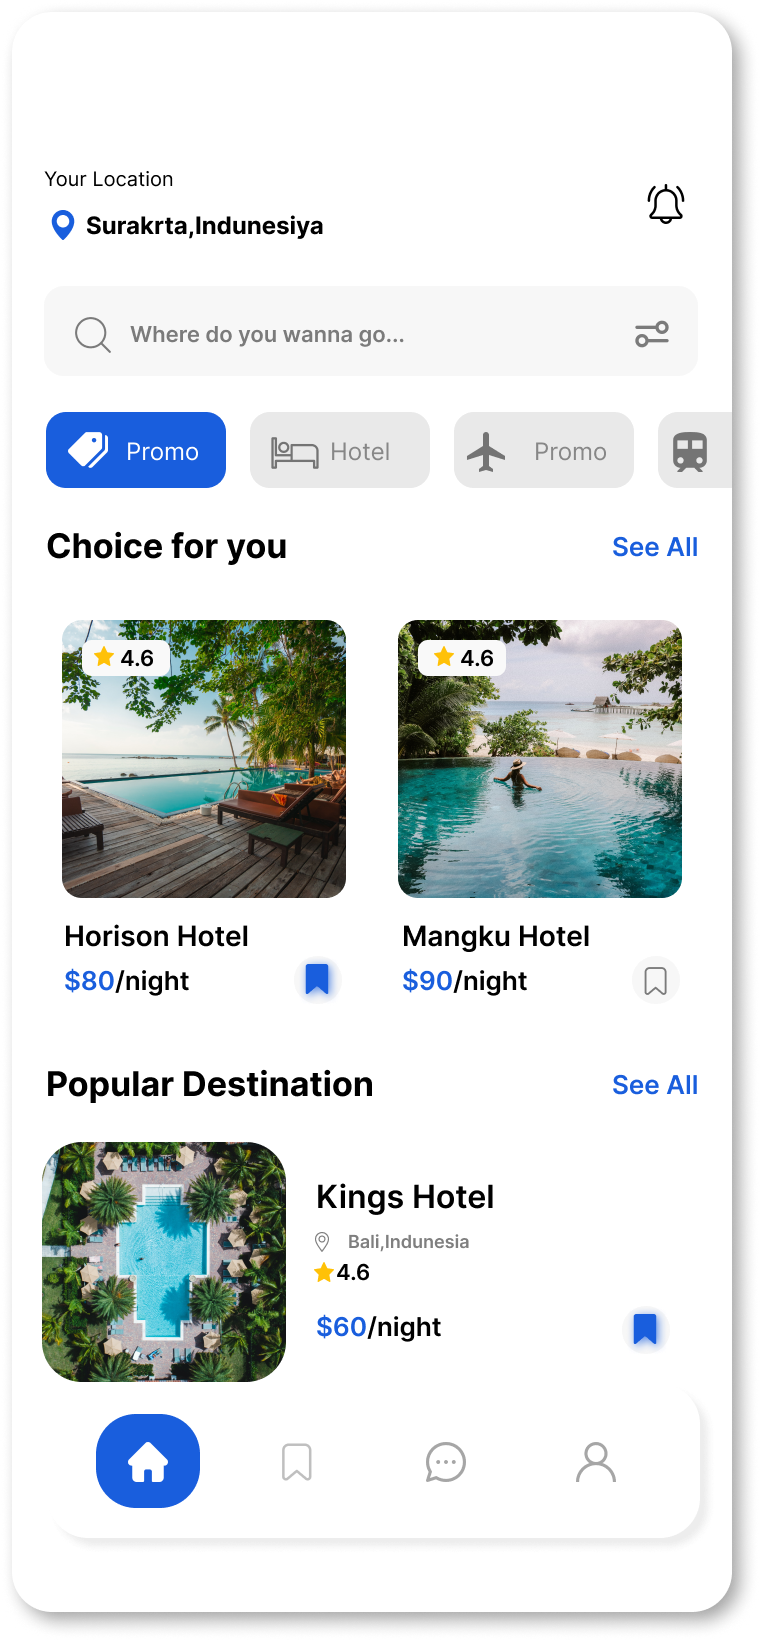 Your Location
Surakrta,Indunesiya
Where do you wanna go...
Promo
Hotel
Promo
Choice for you
See All
4.6
4.6
Horison Hotel
Mangku Hotel
$80/night
$90/night
Popular Destination
See All
Kings Hotel
Bali,Indunesia
4.6
$60/night